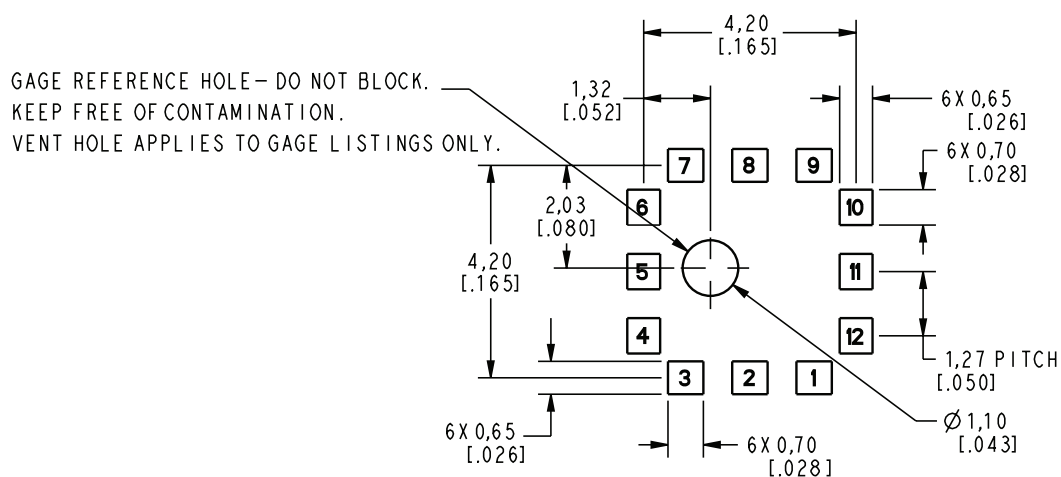 4,20
[.165]
GAGE REFERENCE HOLE– DO NOT BLOCK.
KEEP FREE OF CONTAMINATION.
VENT HOLE APPLIES TO GAGE LISTINGS ONLY.
1,32
[.052]
6X 0,65
[.026]
6X 0,70
[.028]
7
8
9
6
10
2,03
[.080]
4,20
[.165]
5
11
4
12
3
2
1
1,27 PITCH
[.050]
6X 0,65
[.026]
6X 0,70
[.028]
Ø 1,10
[.043]